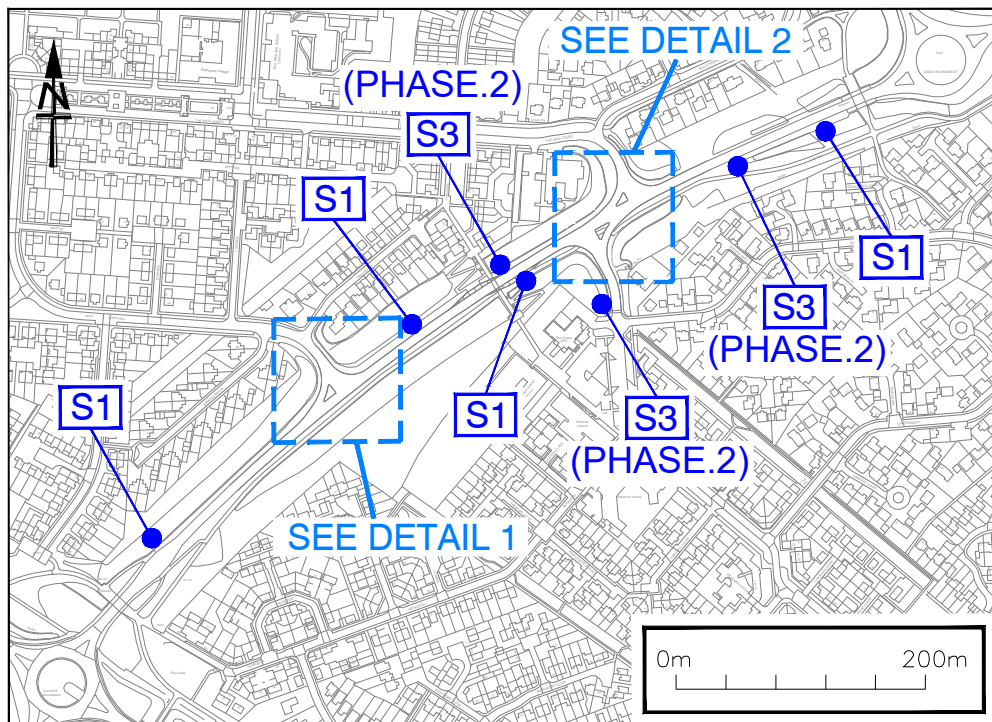 SEE DETAIL 2
(PHASE.2)
S3
S1
N
S1
S3
(PHASE.2)
S1
S1
S3
(PHASE.2)
SEE DETAIL 1
0m 200m